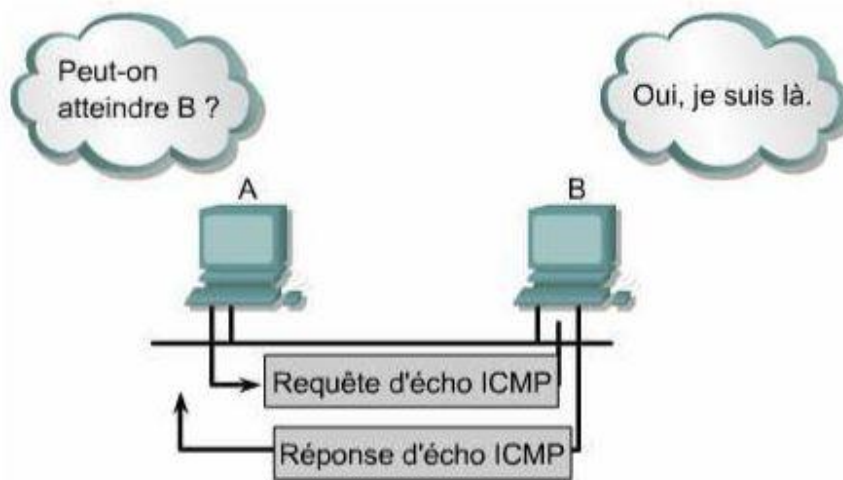 Peut-on
atteindre B ?
Oui, je suis là.
A
B
Requête d'écho ICMP
Réponse d'écho ICMP